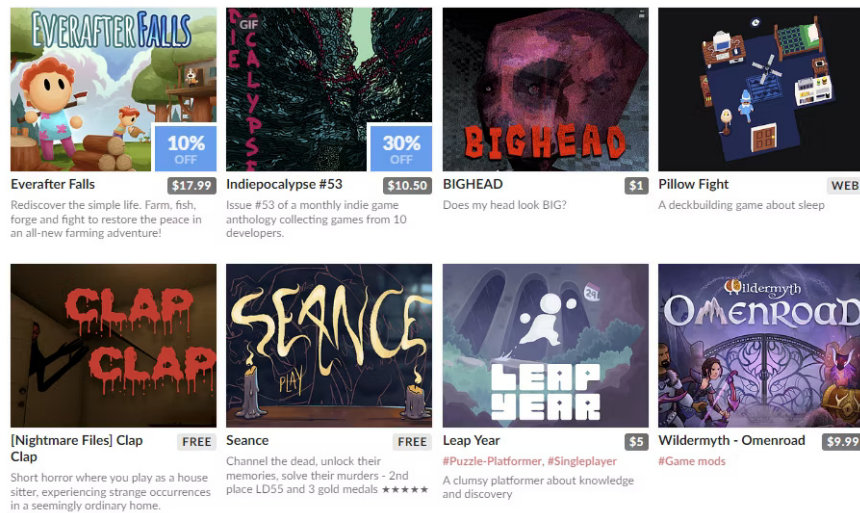 EVERAFTER FALLS
10%
OFF
Everafter Falls
$17.99
Rediscover the simple life. Farm, fish,
forge and fight to restore the peace in
an all-new farming adventure!
GIF
IE
CALYPSE
30%
OFF
Indiepocalypse #53
$10.50
Issue #53 of a monthly indie game
anthology collecting games from 10
developers.
BIGHEAD
BIGHEAD
$1
Does my head look BIG?
Pillow Fight
WEB
A deckbuilding game about sleep
CLAP
CLAP
[Nightmare Files] Clap
Clap
FREE
Short horror where you play as a house
sitter, experiencing strange occurrences
in a seemingly ordinary home.
SEANCE
PLAY
Seance
FREE
Channel the dead, unlock their
memories, solve their murders - 2nd
place LD55 and 3 gold medals ★★★★★
291
LEAP
YEAR
Leap Year
$5
#Puzzle-Platformer, #Singleplayer
A clumsy platformer about knowledge
and discovery
Wildermyth
OMENROAD
Wildermyth - Omenroad
$9.99
#Game mods